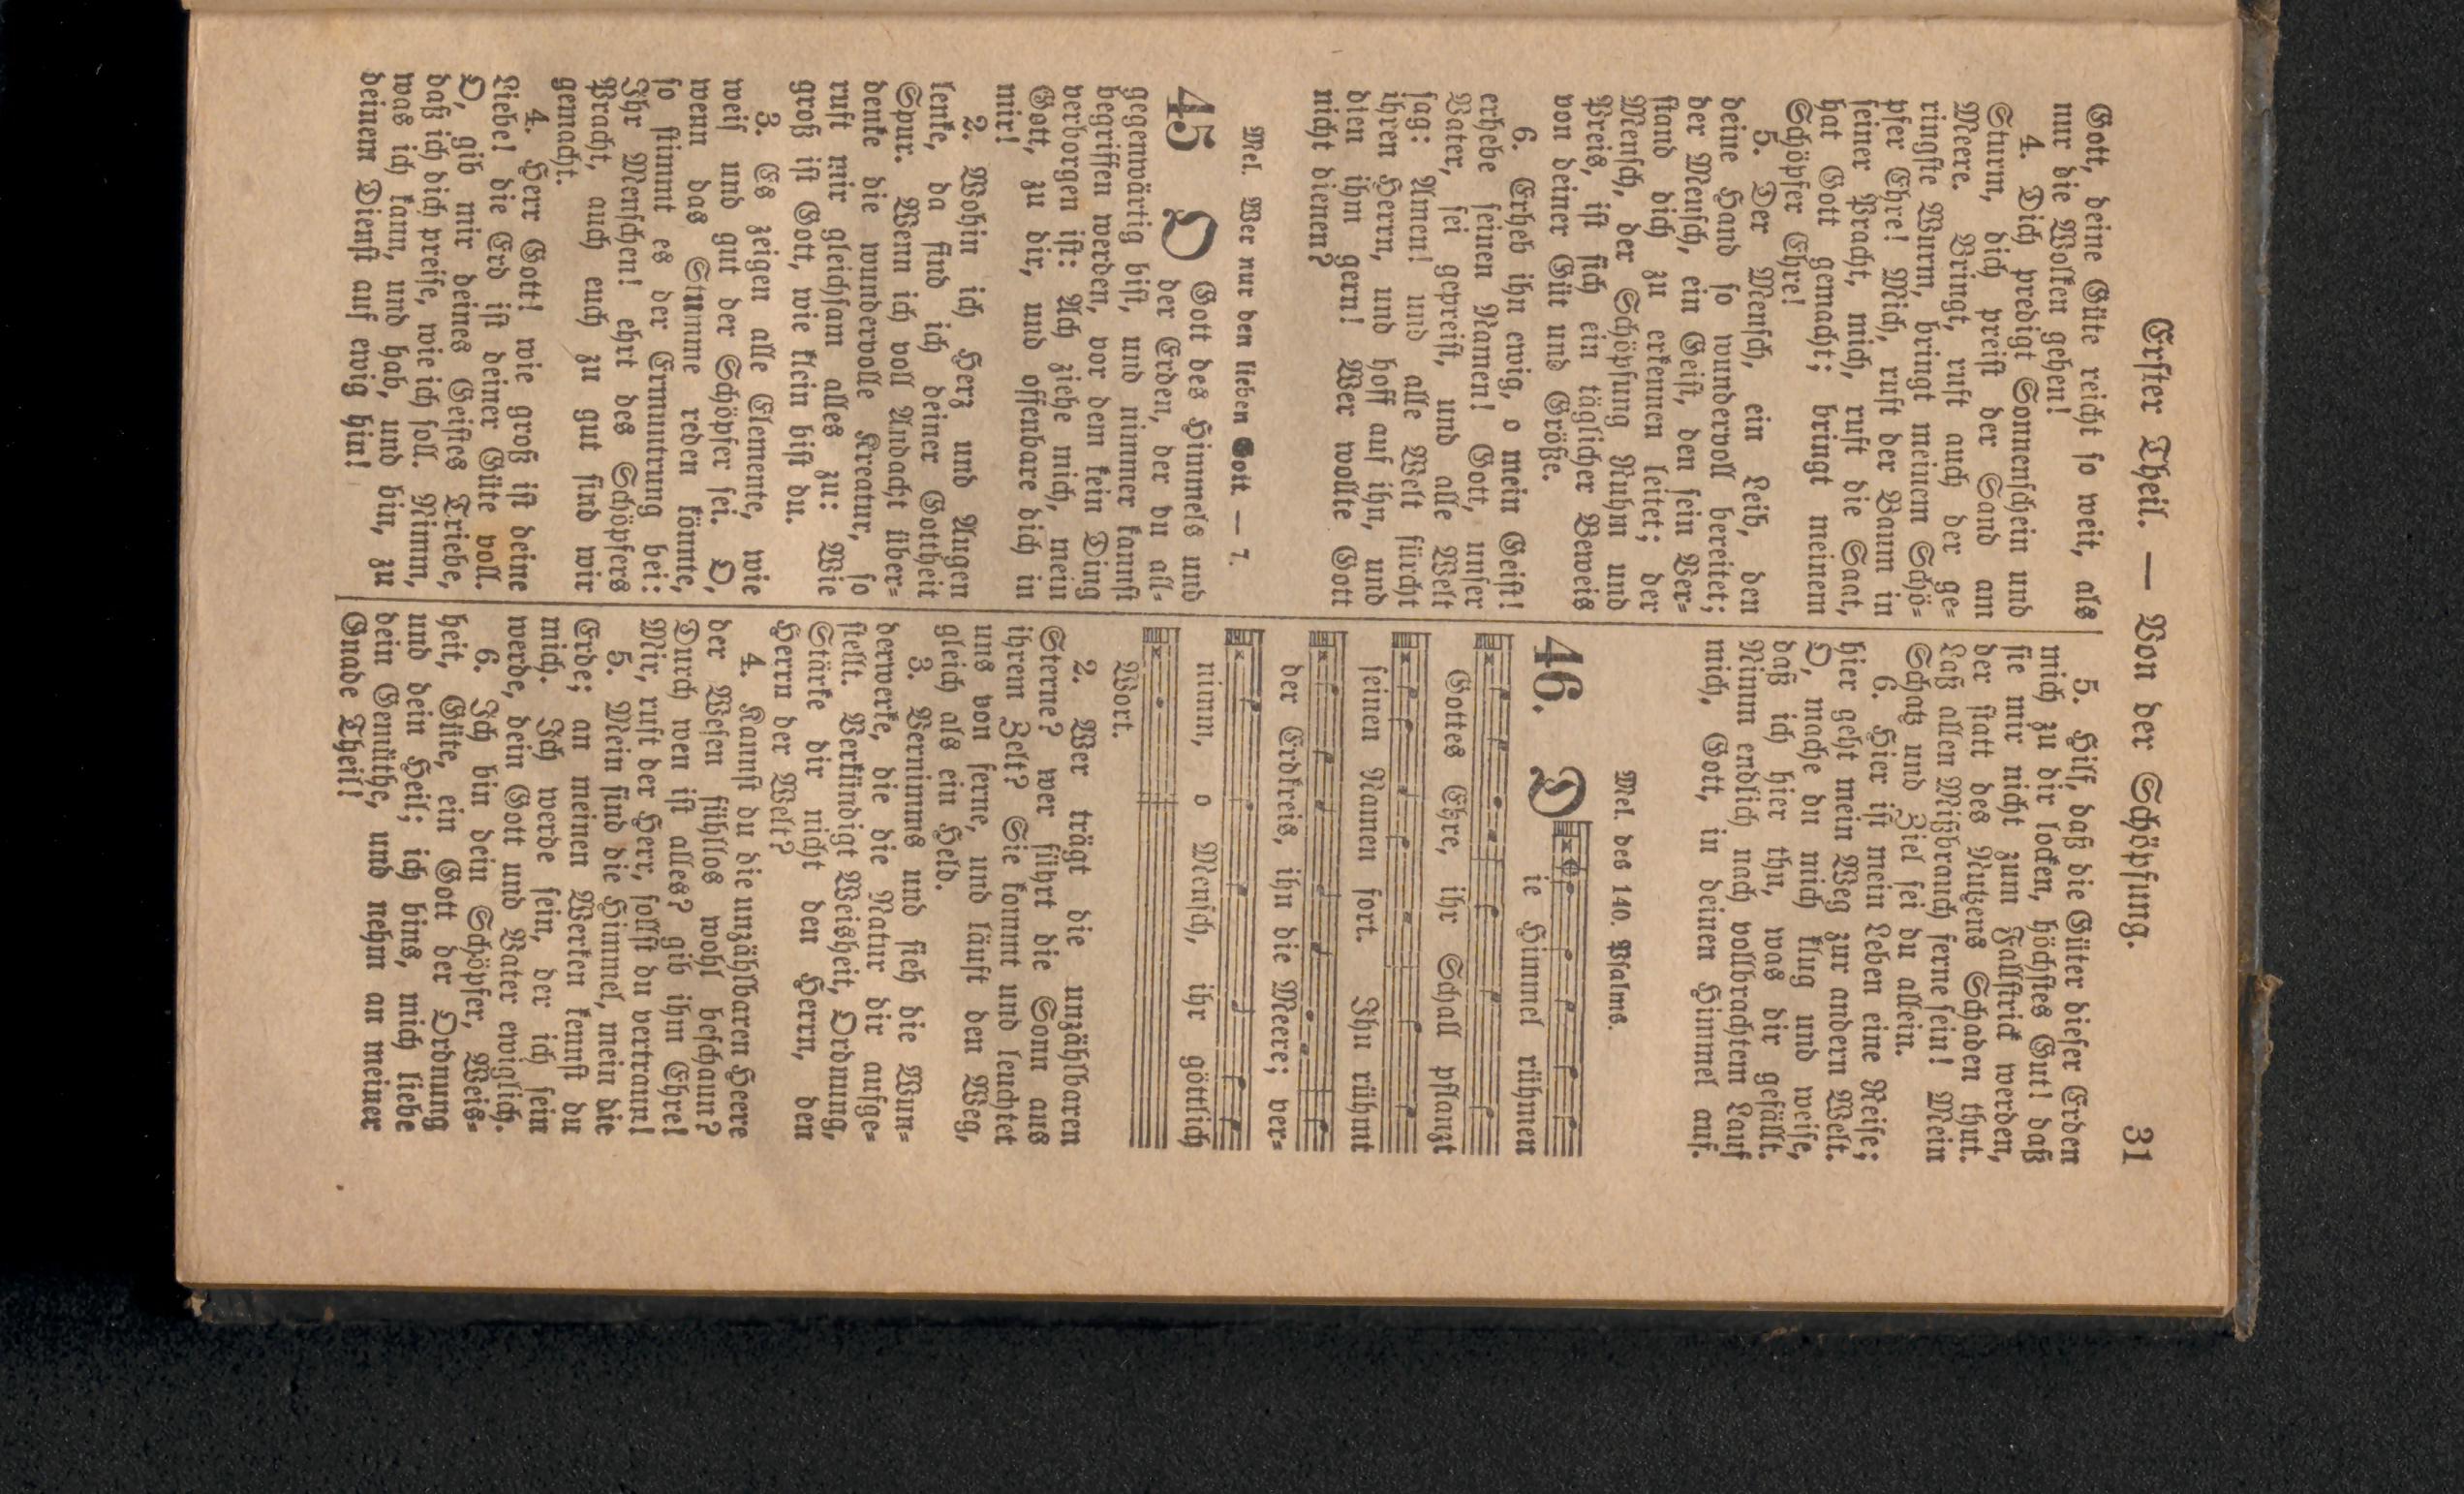 Erster Theil. — Von der Schöpfung. 31
Gott, deine Güte reicht so weit, als
nur die Wolken gehen!
4. Dich predigt Sonnenschein und
Sturm, dich preist der Sand am
Meere. Bringt, ruft auch der ge=
ringste Wurm, bringt meinem Schö=
pfer Ehre! Mich, ruft der Baum in
seiner Pracht, mich, ruft die Saat,
hat Gott gemacht; bringt meinem
Schöpfer Ehre!
5. Der Mensch, ein Leib, den
deine Hand so wundervoll bereitet;
der Mensch, ein Geist, den sein Ver=
stand dich zu erkennen leitet; der
Mensch, der Schöpfung Ruhm und
Preis, ist sich ein täglicher Beweis
von deiner Güt und Größe.
6. Erheb ihn ewig, o mein Geist!
erhebe seinen Namen! Gott, unser
Vater, sei gepreist, und alle Welt
sag: Amen! und alle Welt fürcht
ihren Herrn, und hoff auf ihn, und
dien ihm gern! Wer wollte Gott
nicht dienen?
Mel. Wer nur den lieben Gott — 7.
45 O Gott des Himmels und
der Erden, der du all=
gegenwärtig bist, und nimmer kannst
begriffen werden, vor dem kein Ding
verborgen ist: Ach ziehe mich, mein
Gott, zu dir, und offenbare dich in
mir!
2. Wohin ich Herz und Augen
lenke, da find ich deiner Gottheit
Spur. Wenn ich voll Andacht über=
denke die wundervolle Kreatur, so
ruft mir gleichsam alles zu: Wie
groß ist Gott, wie klein bist du.
3. Es zeigen alle Elemente, wie
weis und gut der Schöpfer sei. O,
wenn das Stumme reden könnte,
so stimmt es der Ermuntrung bei:
Ihr Menschen! ehrt des Schöpfers
Pracht, auch euch zu gut sind wir
gemacht.
4. Herr Gott! wie groß ist deine
Liebe! die Erd ist deiner Güte voll.
O, gib mir deines Geistes Triebe,
daß ich dich preise, wie ich soll. Nimm,
was ich kann, und hab, und bin, zu
deinem Dienst auf ewig hin!
5. Hilf, daß die Güter dieser Erden
mich zu dir locken, höchstes Gut! daß
sie mir nicht zum Fallstrick werden,
der statt des Nutzens Schaden thut.
Laß allen Mißbrauch ferne sein! Mein
Schatz und Ziel sei du allein.
6. Hier ist mein Leben eine Reise;
hier geht mein Weg zur andern Welt.
O, mache du mich klug und weise,
daß ich hier thu, was dir gefällt.
Nimm endlich nach vollbrachtem Lauf
mich, Gott, in deinen Himmel auf.
Mel. des 140. Psalms.
46. Die Himmel rühmen
Gottes Ehre, ihr Schall pflanzt
seinen Namen fort. Ihn rühmt
der Erdkreis, ihn die Meere; ver=
nimm, o Mensch, ihr göttlich
Wort.
2. Wer trägt die unzählbaren
Sterne? wer führt die Sonn aus
ihrem Zelt? Sie kommt und leuchtet
uns von ferne, und läuft den Weg,
gleich als ein Held.
3. Vernimms und sieh die Wun=
derwerke, die die Natur dir aufge=
stellt. Verkündigt Weisheit, Ordnung,
Stärke dir nicht den Herrn, den
Herrn der Welt?
4. Kannst du die unzählbaren Heere
der Wesen fühllos wohl beschaun?
Durch wen ist alles? gib ihm Ehre!
Mir, ruft der Herr, sollst du vertraun!
5. Mein sind die Himmel, mein die
Erde; an meinen Werken kennst du
mich. Ich werde sein, der ich sein
werde, dein Gott und Vater ewiglich.
6. Ich bin dein Schöpfer, Weis=
heit, Güte, ein Gott der Ordnung
und dein Heil; ich bins, mich liebe
dein Gemüthe, und nehm an meiner
Gnade Theil!